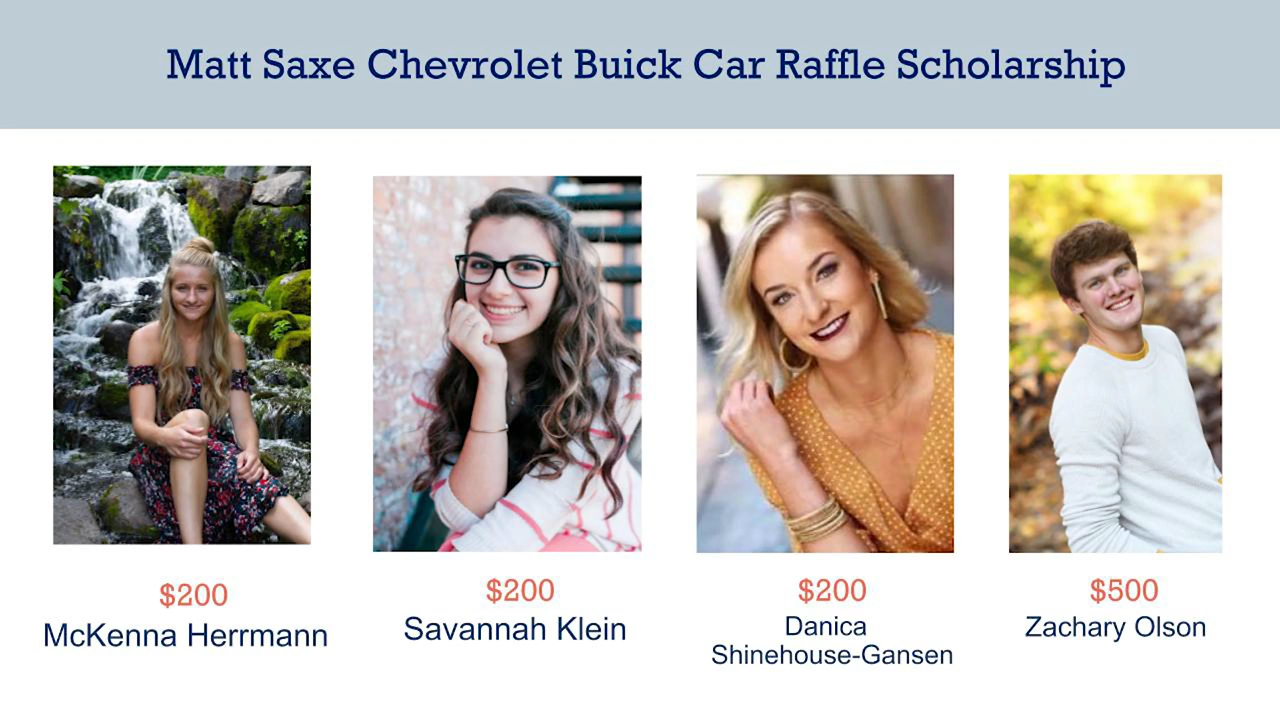 Matt Saxe Chevrolet Buick Car Raffle Scholarship
$200
McKenna Herrmann
$200
Savannah Klein
$200
Danica
Shinehouse-Gansen
$500
Zachary Olson